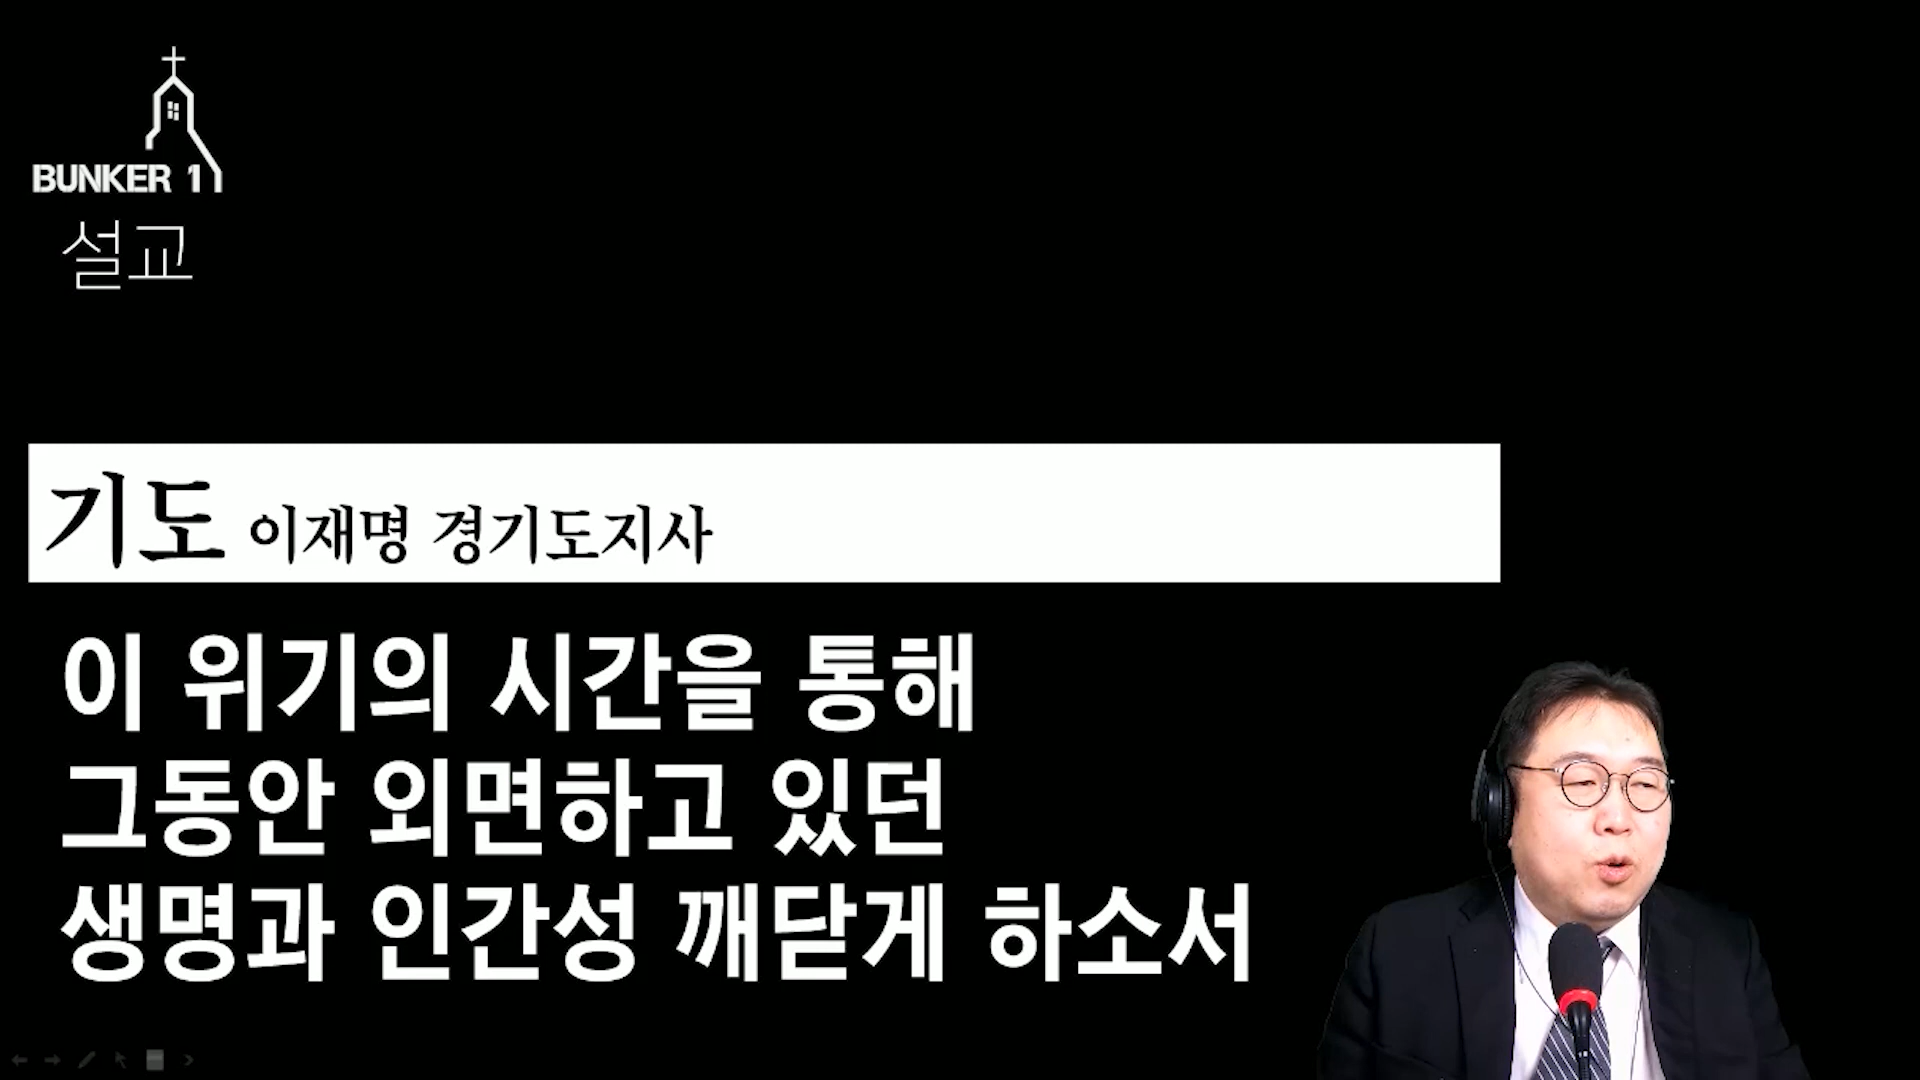 BUNKER 1
설교
기도 이재명 경기도지사
이 위기의 시간을 통해
그동안 외면하고 있던
생명과 인간성 깨닫게 하소서